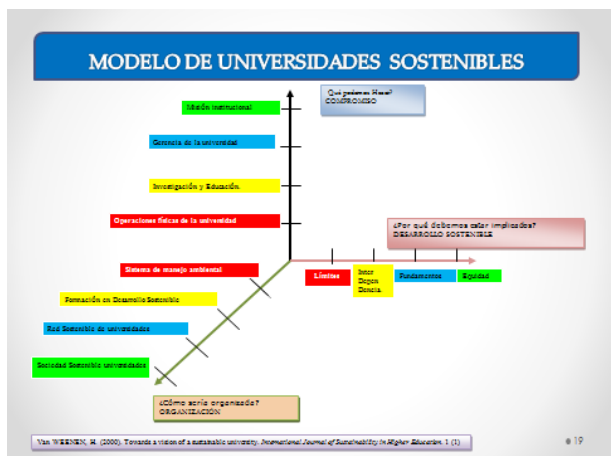 MODELO DE UNIVERSIDADES SOSTENIBLES
Misión institucional
¿Qué podemos Hacer?
COMPROMISO
Gerencia de la universidad
Investigación y Educación.
Operaciones físicas de la universidad
¿Por qué debemos estar implicados?
DESARROLLO SOSTENIBLE
Sistema de manejo ambiental
Límites
Inter
Depen
Dencia.
Fundamentos
Equidad
Formación en Desarrollo Sostenible
Red Sostenible de universidades
Sociedad Sostenible universidades
¿Cómo sería organizada?
ORGANIZACIÓN
Van WEENEN, H. (2000). Towards a vision of a sustainable university. International Journal of Sustainability in Higher Education. 1 (1)
19